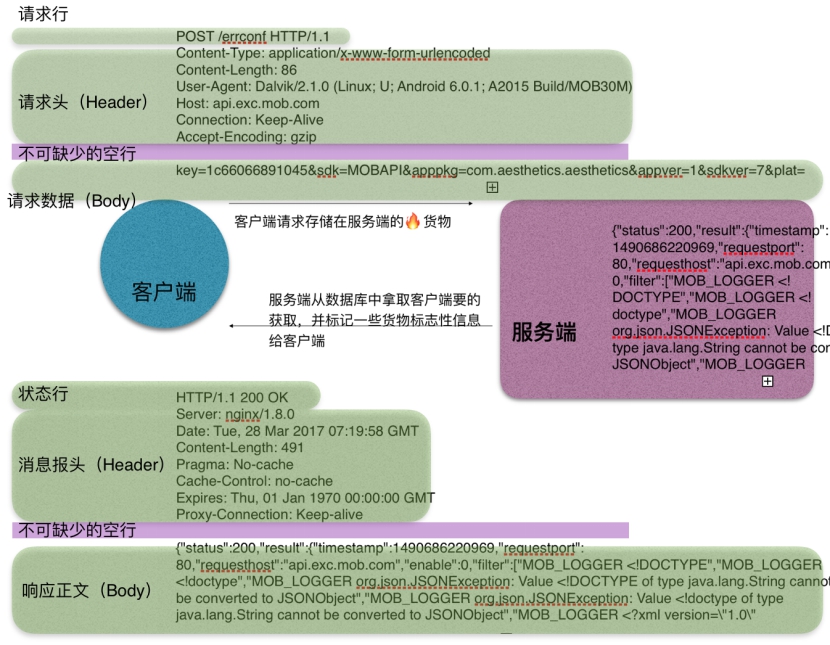 请求行
POST /errconf HTTP/1.1
Content-Type: application/x-www-form-urlencoded
Content-Length: 86
User-Agent: Dalvik/2.1.0 (Linux; U; Android 6.0.1; A2015 Build/MOB30M)
请求头（Header）
Host: api.exc.mob.com
Connection: Keep-Alive
Accept-Encoding: gzip
不可缺少的空行
key=1c66066891045&sdk=MOBAPI&apppkg=com.aesthetics.aesthetics&appver=1&sdkver=7&plat=
请求数据（Body）
客户端请求存储在服务端的🔥货物
客户端
服务端从数据库中拿取客户端要的
获取，并标记一些货物标志性信息
给客户端
服务端
{"status":200,"result":{"timestamp":
1490686220969,"requestport":
80,"requesthost":"api.exc.mob.com
0,"filter":["MOB_LOGGER <!
DOCTYPE","MOB_LOGGER <!
doctype","MOB_LOGGER
org.json.JSONException: Value <!D
type java.lang.String cannot be con
JSONObject","MOB_LOGGER
状态行
HTTP/1.1 200 OK
Server: nginx/1.8.0
Date: Tue, 28 Mar 2017 07:19:58 GMT
Content-Length: 491
消息报头（Header）
Pragma: No-cache
Cache-Control: no-cache
Expires: Thu, 01 Jan 1970 00:00:00 GMT
Proxy-Connection: Keep-alive
不可缺少的空行
{"status":200,"result":{"timestamp":1490686220969,"requestport":
80,"requesthost":"api.exc.mob.com","enable":0,"filter":["MOB_LOGGER <!DOCTYPE","MOB_LOGGER
<!doctype","MOB_LOGGER org.json.JSONException: Value <!DOCTYPE of type java.lang.String cannot
响应正文（Body）
be converted to JSONObject","MOB_LOGGER org.json.JSONException: Value <!doctype of type
java.lang.String cannot be converted to JSONObject","MOB_LOGGER <?xml version=\"1.0\"